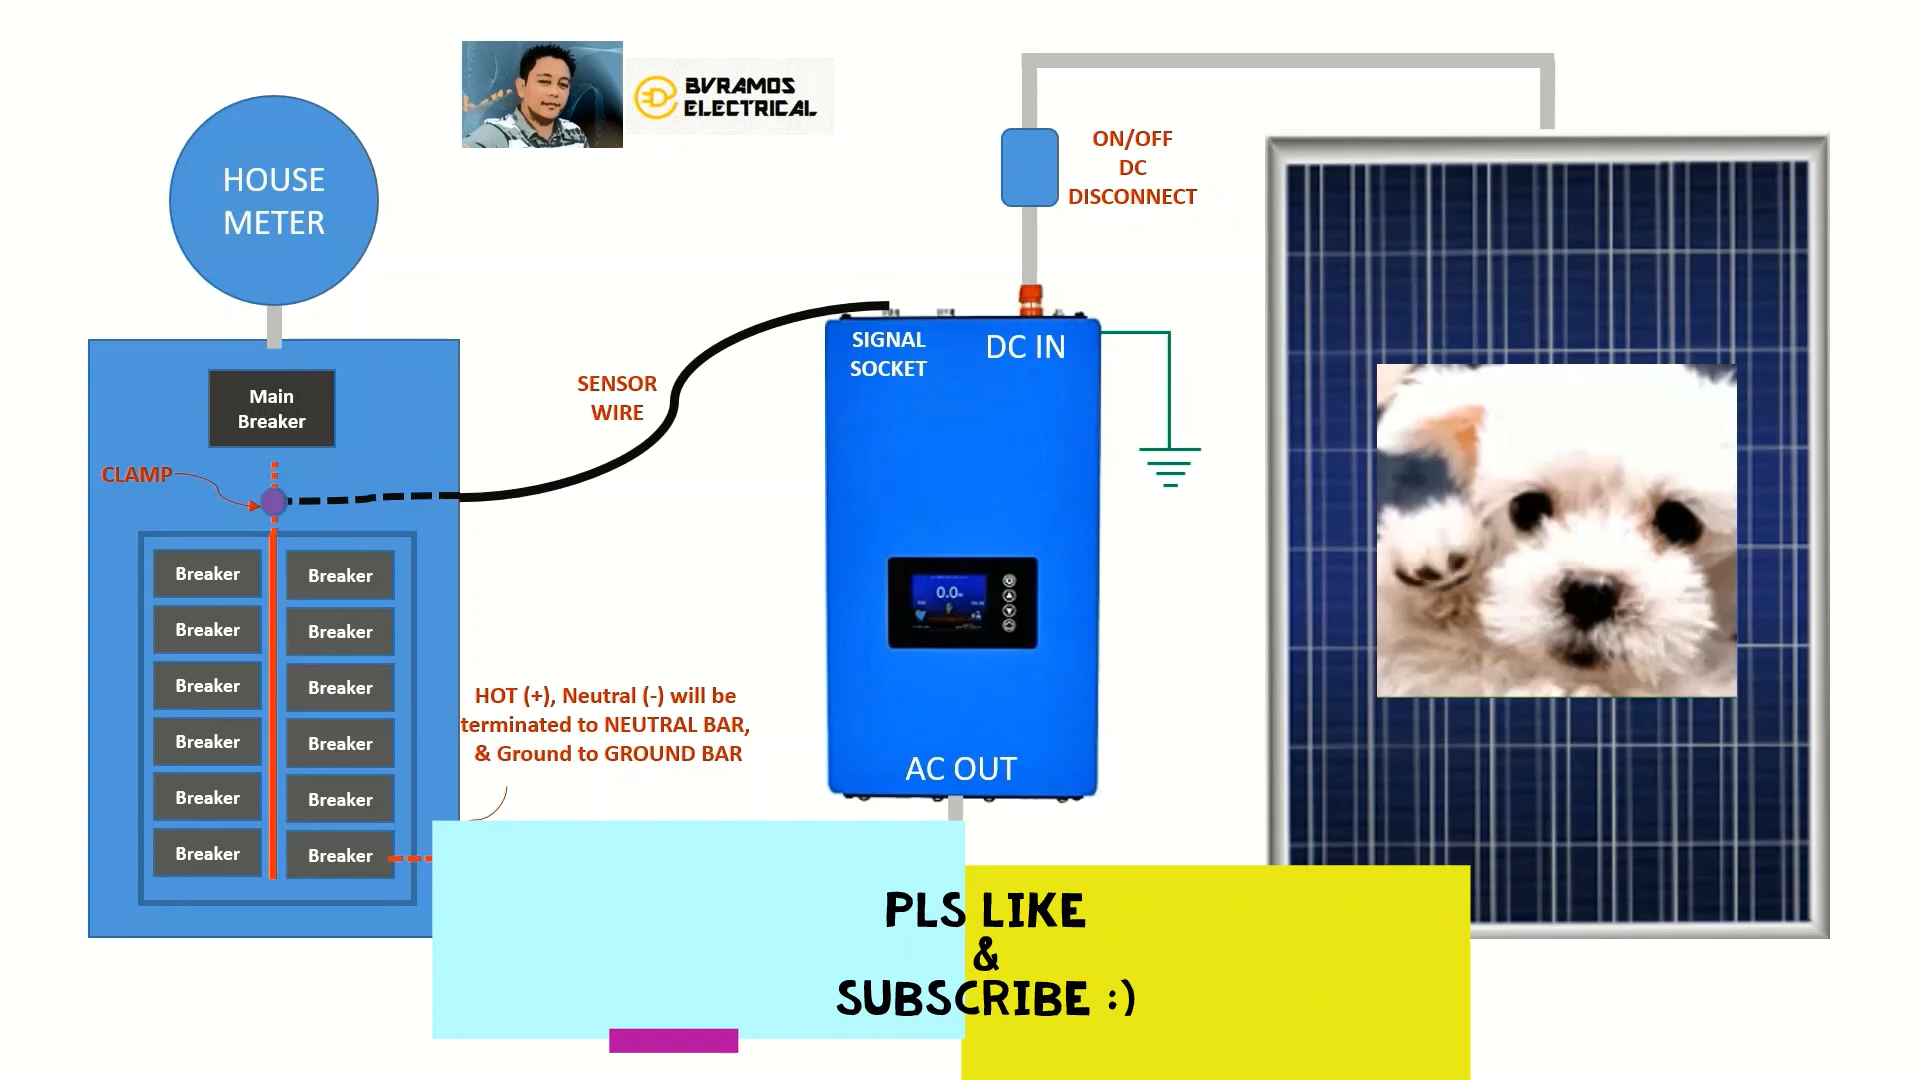 BVRAMOS
ELECTRICAL
HOUSE
METER
ON/OFF
DC
DISCONNECT
SIGNAL
SOCKET
DC IN
SENSOR
WIRE
Main
Breaker
CLAMP
Breaker
Breaker
Breaker
Breaker
Breaker
Breaker
Breaker
Breaker
Breaker
Breaker
Breaker
Breaker
0.0
HOT (+), Neutral (-) will be
terminated to NEUTRAL BAR,
& Ground to GROUND BAR
AC OUT
PLS LIKE
&
SUBSCRIBE :)